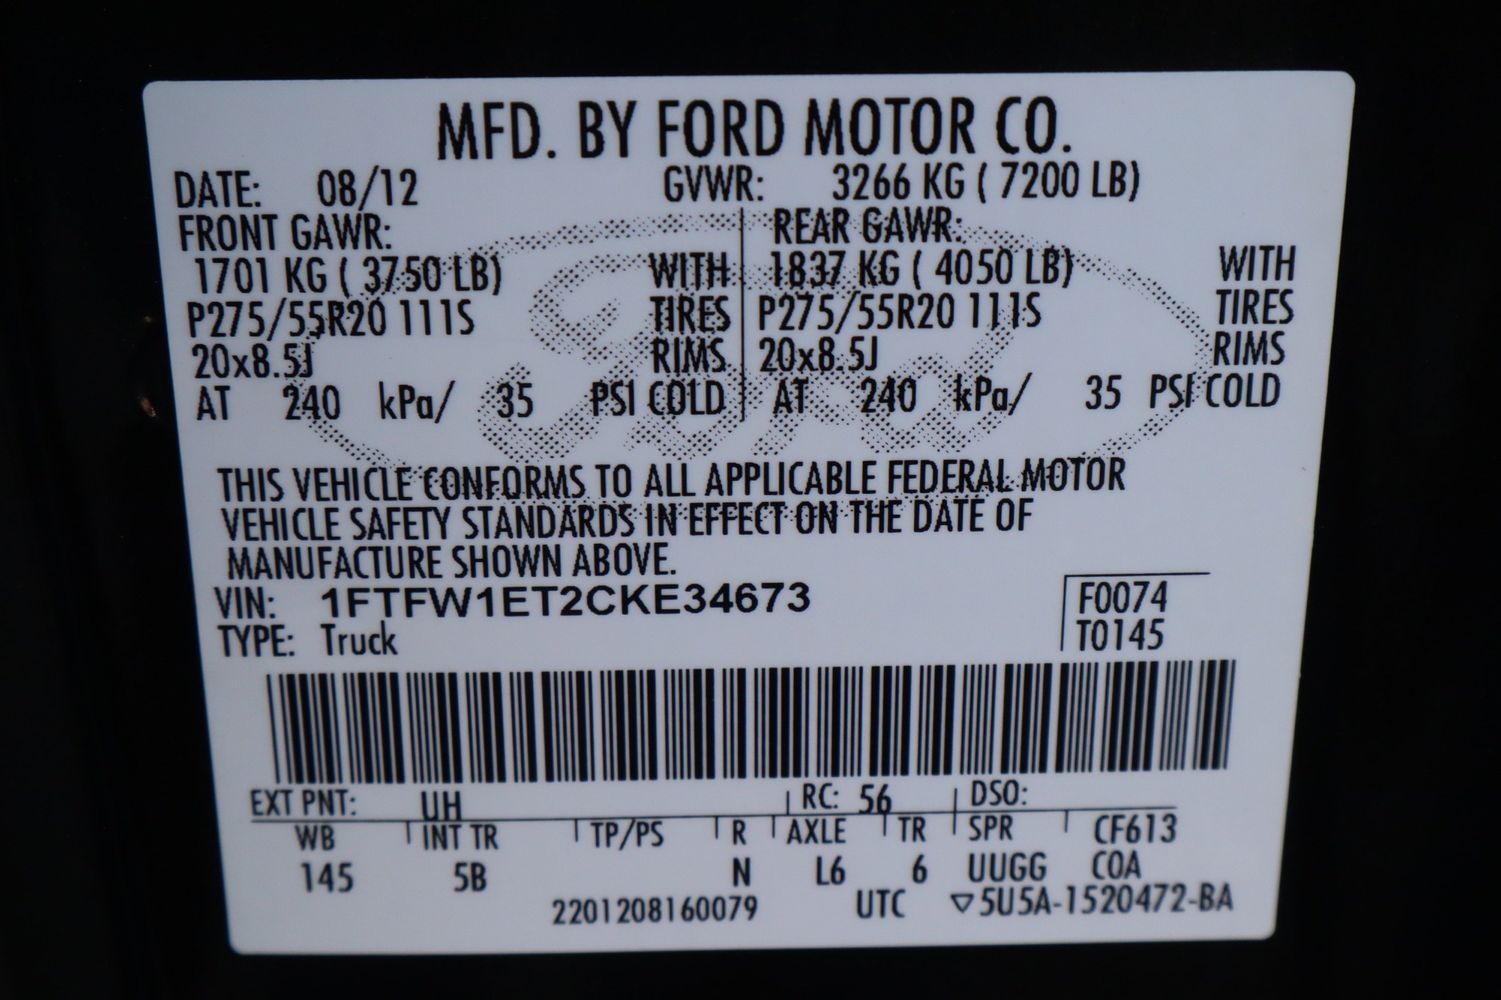 MFD. BY FORD MOTOR CO.
DATE: 08/12 GVWR: 3266 KG ( 7200 LB)
FRONT GAWR: REAR GAWR:
1701 KG ( 3750 LB) WITH 1837 KG ( 4050 LB) WITH
P275/55R20 111S TIRES P275/55R20 111S TIRES
20x8.5J RIMS 20x8.5J RIMS
AT 240 kPa/ 35 PSI COLD AT 240 kPa/ 35 PSI COLD
Ford
THIS VEHICLE CONFORMS TO ALL APPLICABLE FEDERAL MOTOR
VEHICLE SAFETY STANDARDS IN EFFECT ON THE DATE OF
MANUFACTURE SHOWN ABOVE.
VIN: 1FTFW1ET2CKE34673 F0074
TYPE: Truck T0145
EXT PNT: UH RC: 56 DSO:
WB INT TR TP/PS R AXLE TR SPR CF613
145 5B N L6 6 UUGG COA
2201208160079 UTC ▽5U5A-1520472-BA